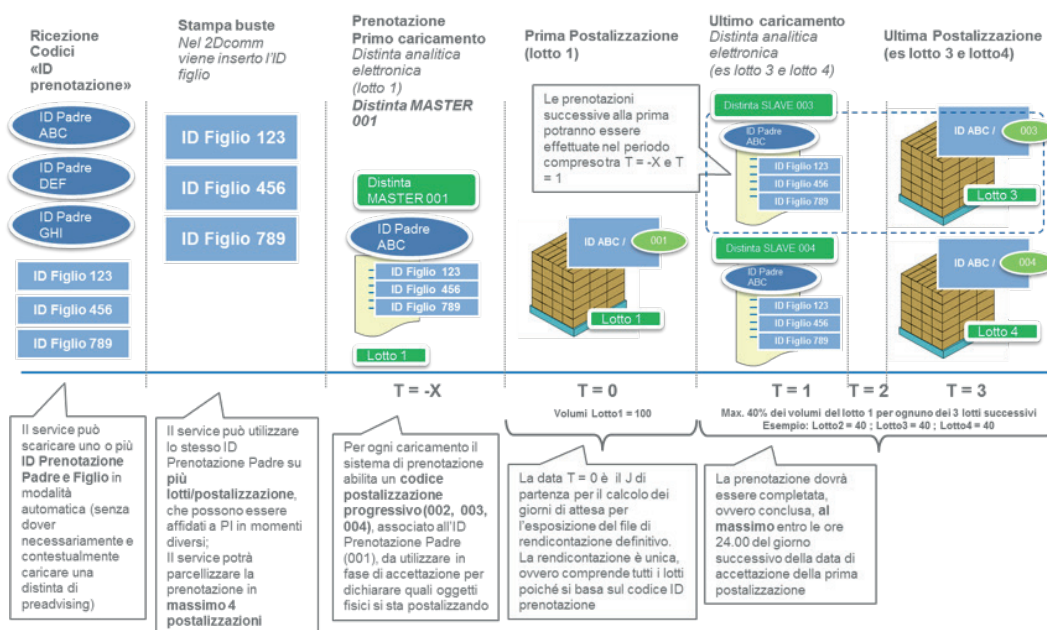 Ricezione
Codici
«ID
prenotazione»
ID Padre
ABC
ID Padre
DEF
ID Padre
GHI
ID Figlio 123
ID Figlio 456
ID Figlio 789
Stampa buste
Nel 2Dcomm
viene inserto l'ID
figlio
ID Figlio 123
ID Figlio 456
ID Figlio 789
Prenotazione
Primo caricamento
Distinta analitica
elettronica
(lotto 1)
Distinta MASTER
001
Distinta
MASTER 001
ID Padre
ABC
ID Figlio 123
ID Figlio 456
ID Figlio 789
Lotto 1
Prima Postalizzazione
(lotto 1)
Le prenotazioni
successive alla prima
potranno essere
effettuate nel periodo
compreso tra T = -X e T
= 1
ID ABC /
001
Lotto 1
Ultimo caricamento
Distinta analitica
elettronica
(es lotto 3 e lotto 4)
Distinta SLAVE 003
ID Padre
ABC
ID Figlio 123
ID Figlio 456
ID Figlio 789
Distinta SLAVE 004
ID Padre
ABC
ID Figlio 123
ID Figlio 456
ID Figlio 789
Ultima Postalizzazione
(es lotto 3 e lotto4)
ID ABC /
003
Lotto 3
ID ABC /
004
Lotto 4
T = -X
T = 0
T = 1
T = 2
T = 3
Volumi Lotto1 = 100
Max. 40% dei volumi del lotto 1 per ognuno dei 3 lotti successivi
Esempio: Lotto2 = 40 ; Lotto3 = 40 ; Lotto4 = 40
Il service può
scaricare uno o più
ID Prenotazione
Padre e Figlio in
modalità
automatica (senza
dover
necessariamente e
contestualmente
caricare una
distinta di
preadvising)
Il service può utilizzare
lo stesso ID
Prenotazione Padre su
più
lotti/postalizzazione,
che possono essere
affidati a PI in momenti
diversi;
Il service potrà
parcellizzare la
prenotazione in
massimo 4
postalizzazioni
Per ogni caricamento il
sistema di prenotazione
abilita un codice
postalizzazione
progressivo (002, 003,
004), associato all'ID
Prenotazione Padre
(001), da utilizzare in
fase di accettazione per
dichiarare quali oggetti
fisici si sta postalizzando
La data T = 0 è il J di
partenza per il calcolo dei
giorni di attesa per
l'esposizione del file di
rendicontazione definitivo.
La rendicontazione è unica,
ovvero comprende tutti i lotti
poiché si basa sul codice ID
prenotazione
La prenotazione dovrà
essere completata,
ovvero conclusa, al
massimo entro le ore
24.00 del giorno
successivo della data di
accettazione della prima
postalizzazione